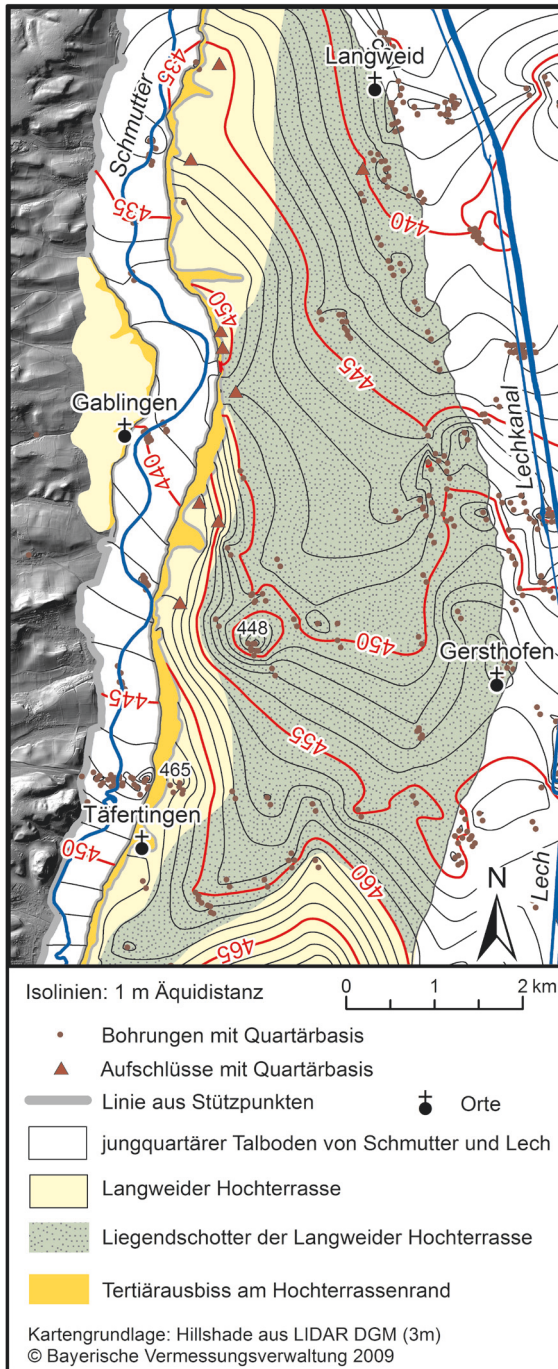 435
Langweid
Schmutter
435
440
450
445
Gablingen
Lechkanal
440
448
450
Gersthofen
445
455
465
Täfertingen
450
460
Lech
N
465
Isolinien: 1 m Äquidistanz
0 2 km
Bohrungen mit Quartärbasis
Aufschlüsse mit Quartärbasis
Linie aus Stützpunkten
Orte
jungquartärer Talboden von Schmutter und Lech
Langweider Hochterrasse
Liegendschotter der Langweider Hochterrasse
Tertiärausbiss am Hochterrassenrand
Kartengrundlage: Hillshade aus LIDAR DGM (3m)
© Bayerische Vermessungsverwaltung 2009